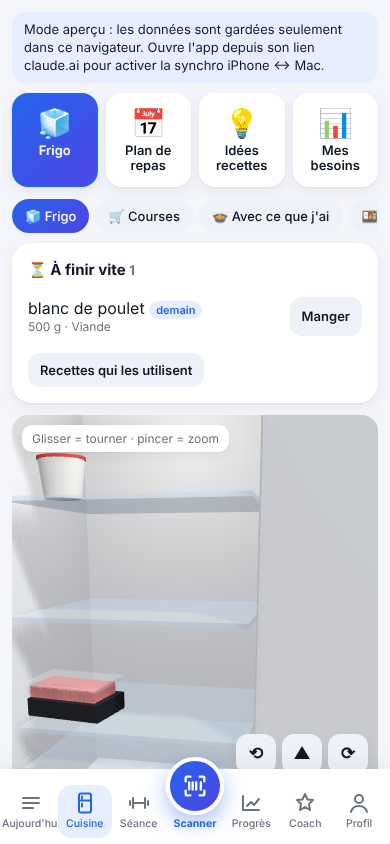 Mode aperçu : les données sont gardées seulement
dans ce navigateur. Ouvre l'app depuis son lien
claude.ai pour activer la synchro iPhone ↔ Mac.
Frigo
Plan de repas
Idées recettes
Mes besoins
Frigo
Courses
Avec ce que j'ai
À finir vite 1
blanc de poulet demain
500 g · Viande
Manger
Recettes qui les utilisent
Glisser = tourner · pincer = zoom
Aujourd'hu
Cuisine
Séance
Scanner
Progrès
Coach
Profil